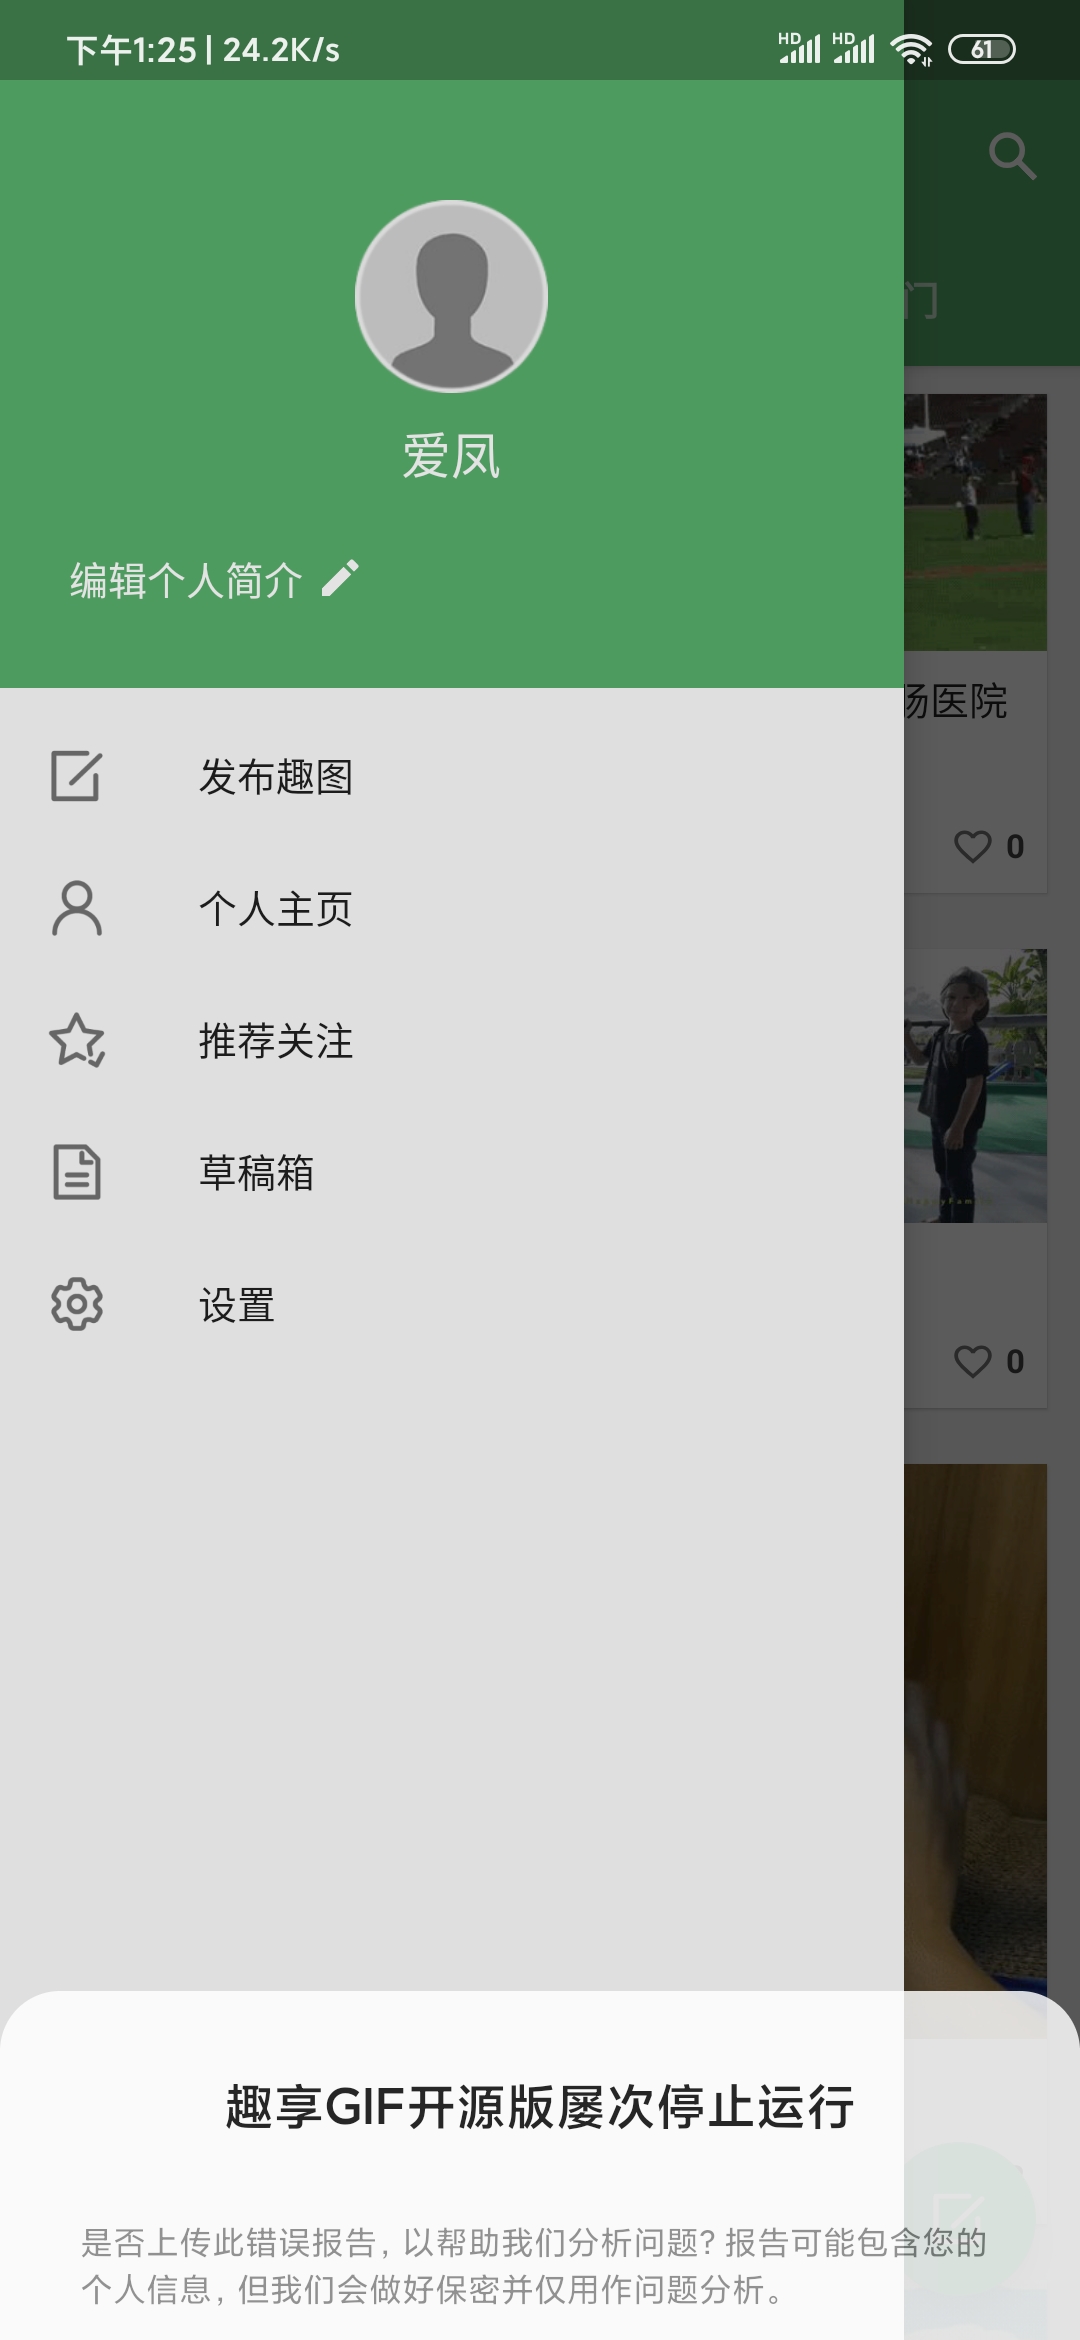 下午1:25 | 24.2K/s
HD HD 61
门
爱凤
编辑个人简介
场医院
发布趣图
0
个人主页
推荐关注
草稿箱
设置
0
趣享GIF开源版屡次停止运行
是否上传此错误报告，以帮助我们分析问题？报告可能包含您的
个人信息，但我们会做好保密并仅用作问题分析。